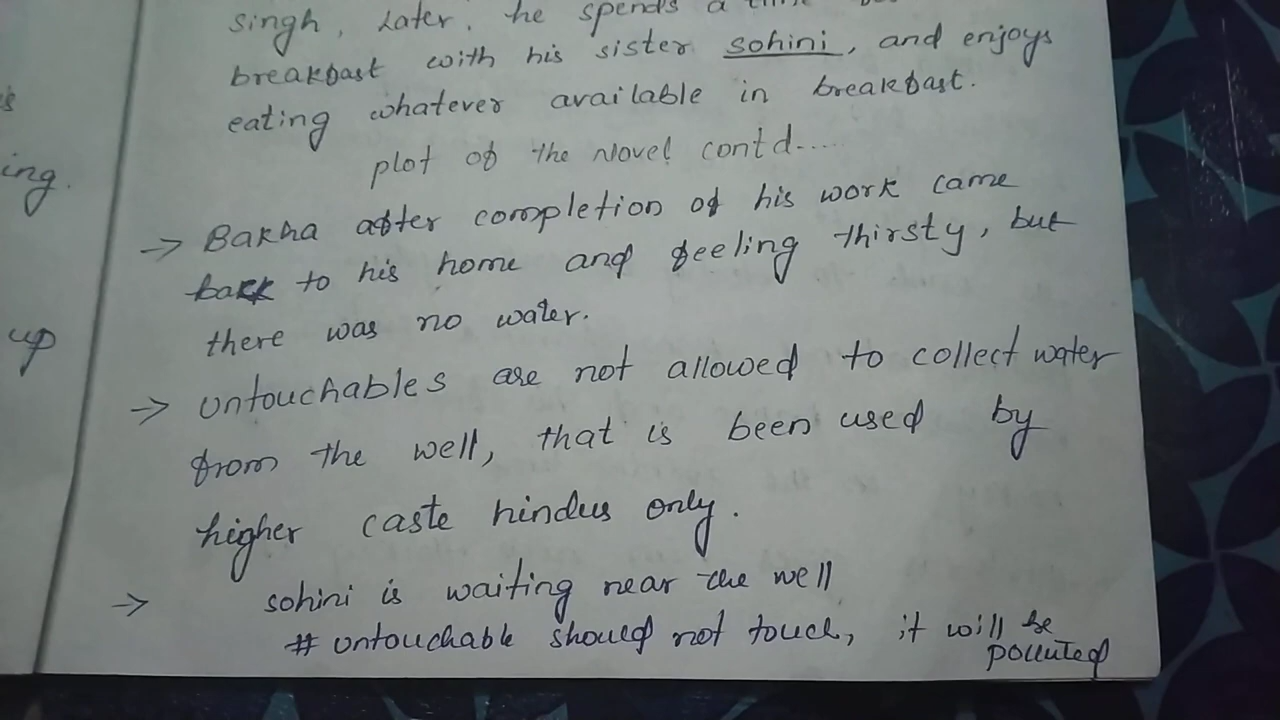 singh, Later, he spends a
breakfast with his sister sohini, and enjoys
eating whatever available in breakfast.
plot of the Novel contd.....
→ Bakha after completion of his work came
back to his home and feeling thirsty, but
there was no water.
→ Untouchables are not allowed to collect water
from the well, that is been used by
higher caste hindus only.
→ sohini is waiting near the well
# Untouchable should not touch, it will be
polluted
ing.
up